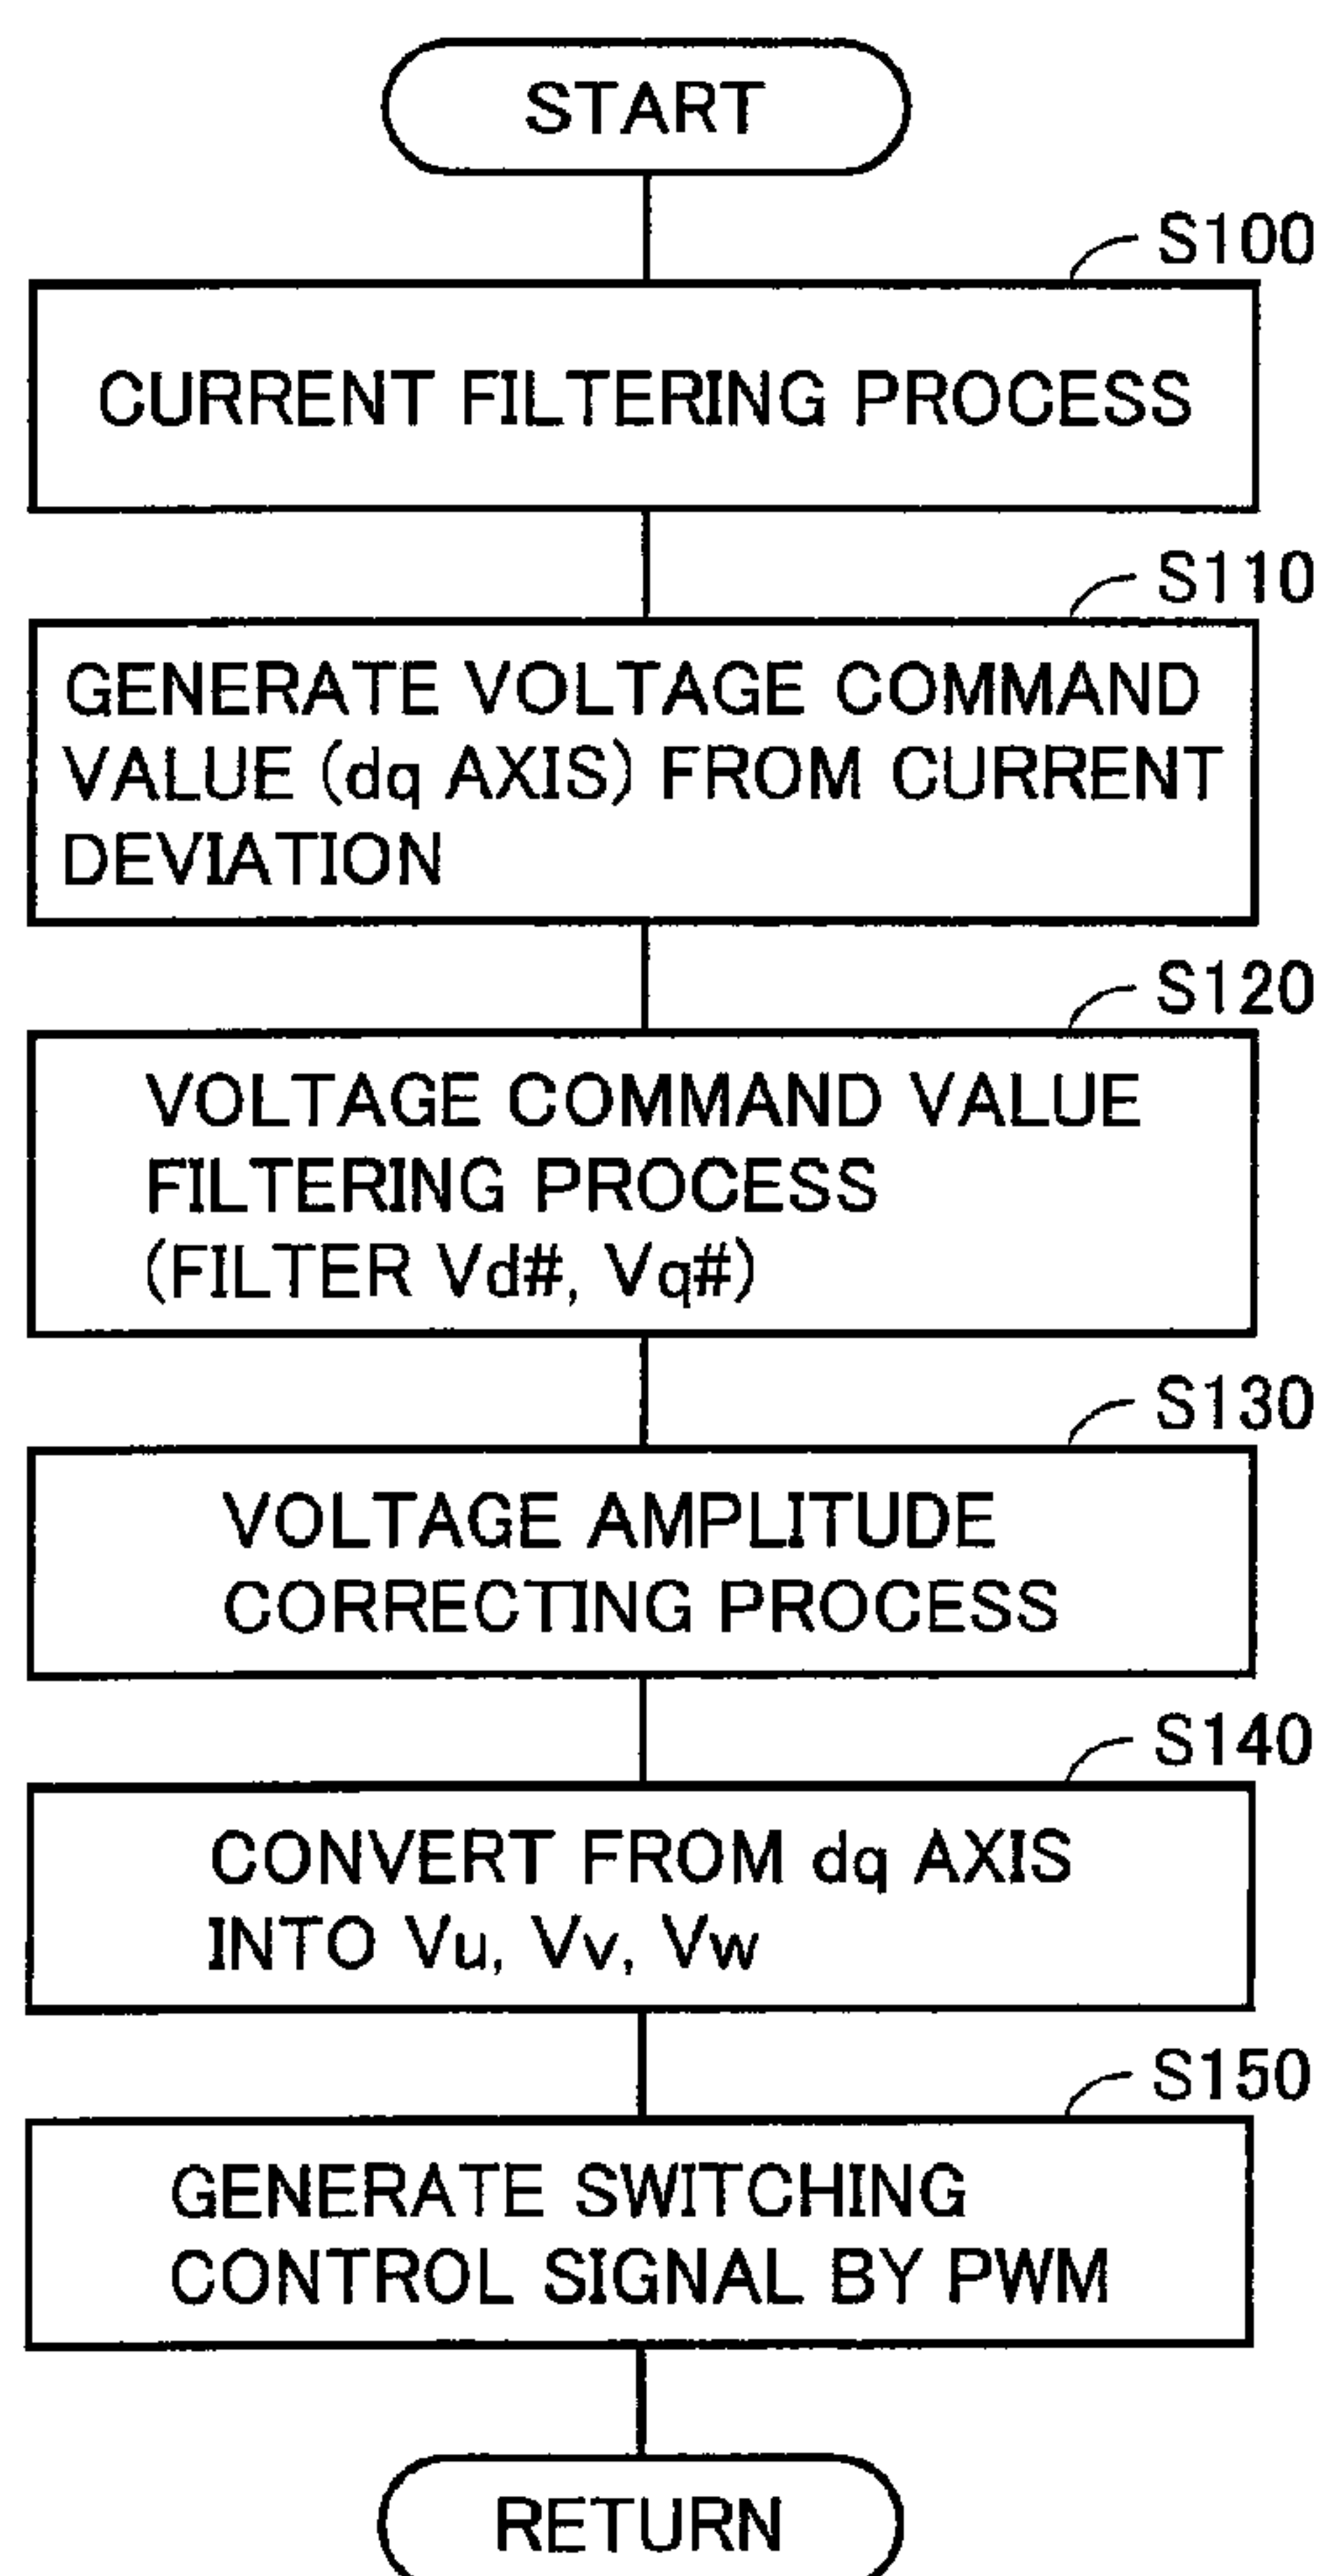 START
S100
CURRENT FILTERING PROCESS
S110
GENERATE VOLTAGE COMMAND
VALUE (dq AXIS) FROM CURRENT
DEVIATION
S120
VOLTAGE COMMAND VALUE
FILTERING PROCESS
(FILTER Vd#, Vq#)
S130
VOLTAGE AMPLITUDE
CORRECTING PROCESS
S140
CONVERT FROM dq AXIS
INTO Vu, Vv, Vw
S150
GENERATE SWITCHING
CONTROL SIGNAL BY PWM
RETURN